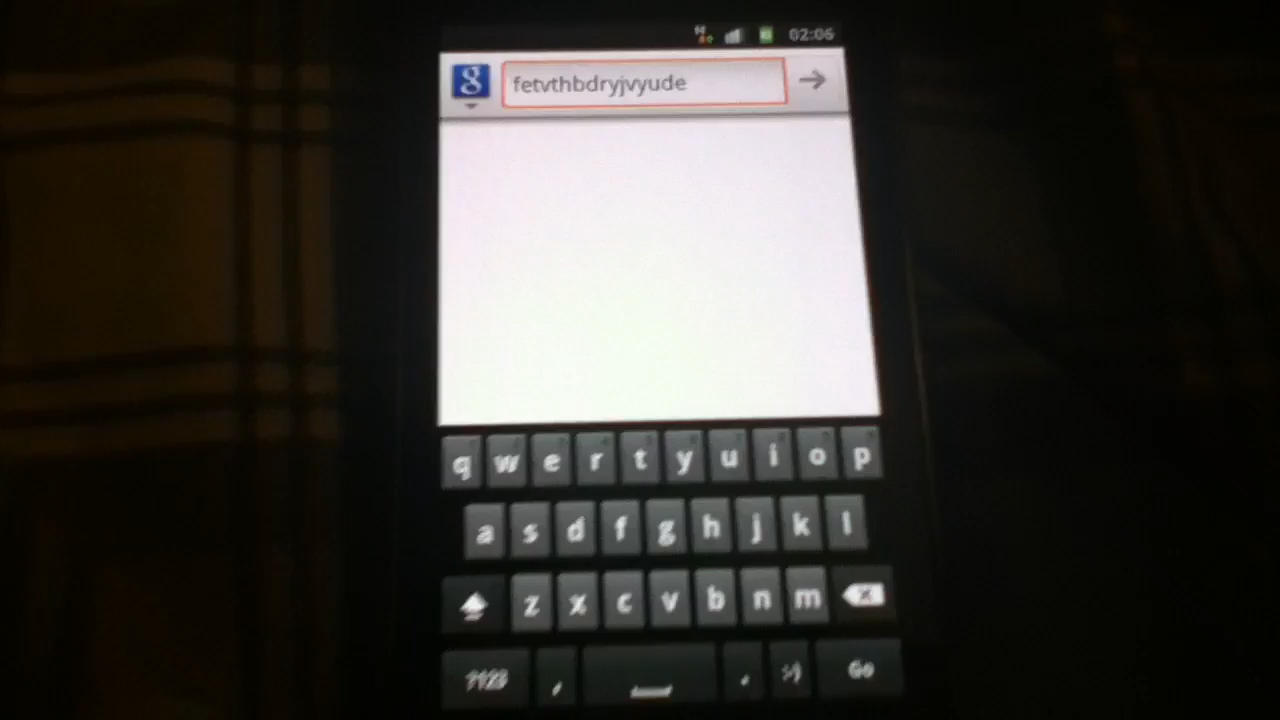 02:06
g fetvthbdryjvyude
q w e r t y u i o p
a s d f g h j k l
z x c v b n m
?123 , . :-) Go